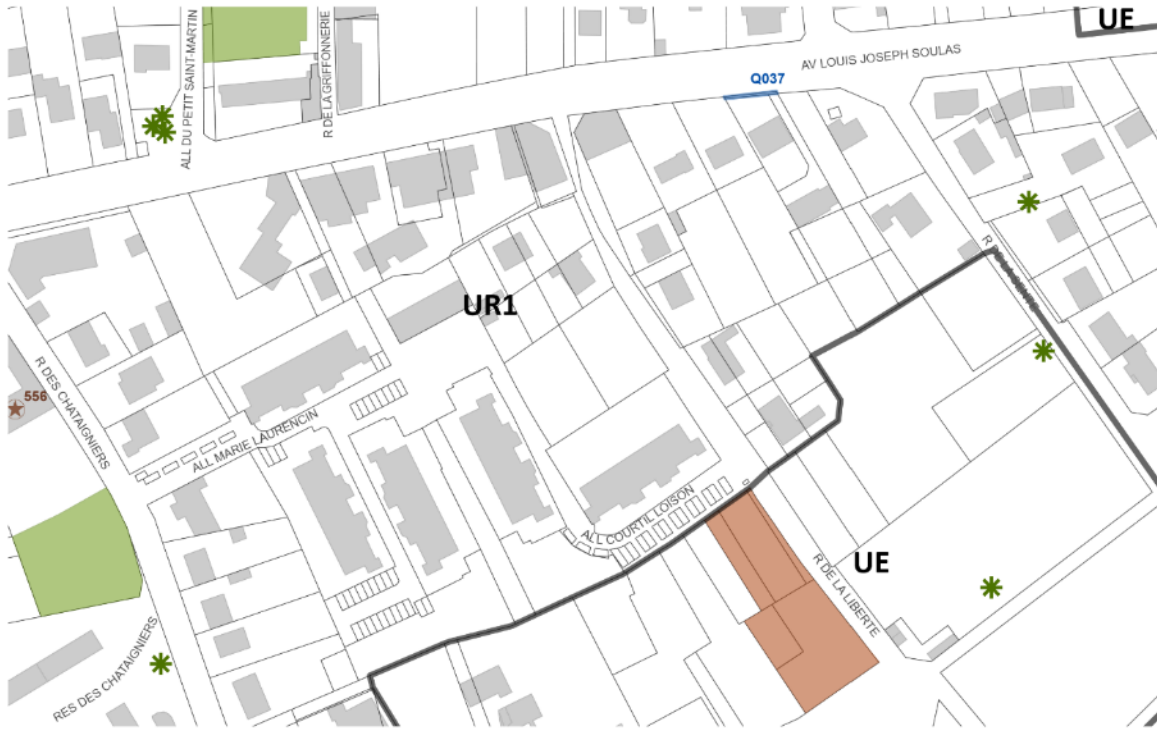 UE
AV LOUIS JOSEPH SOULAS
Q037
ALL DU PETIT SAINT-MARTIN
R DE LA GRIFFONNERIE
UR1
R DES CHATAIGNIERS
556
ALL MARIE LAURENCIN
ALL COURTIL LOISON
UE
R DE LA LIBERTE
RES DES CHATAIGNIERS